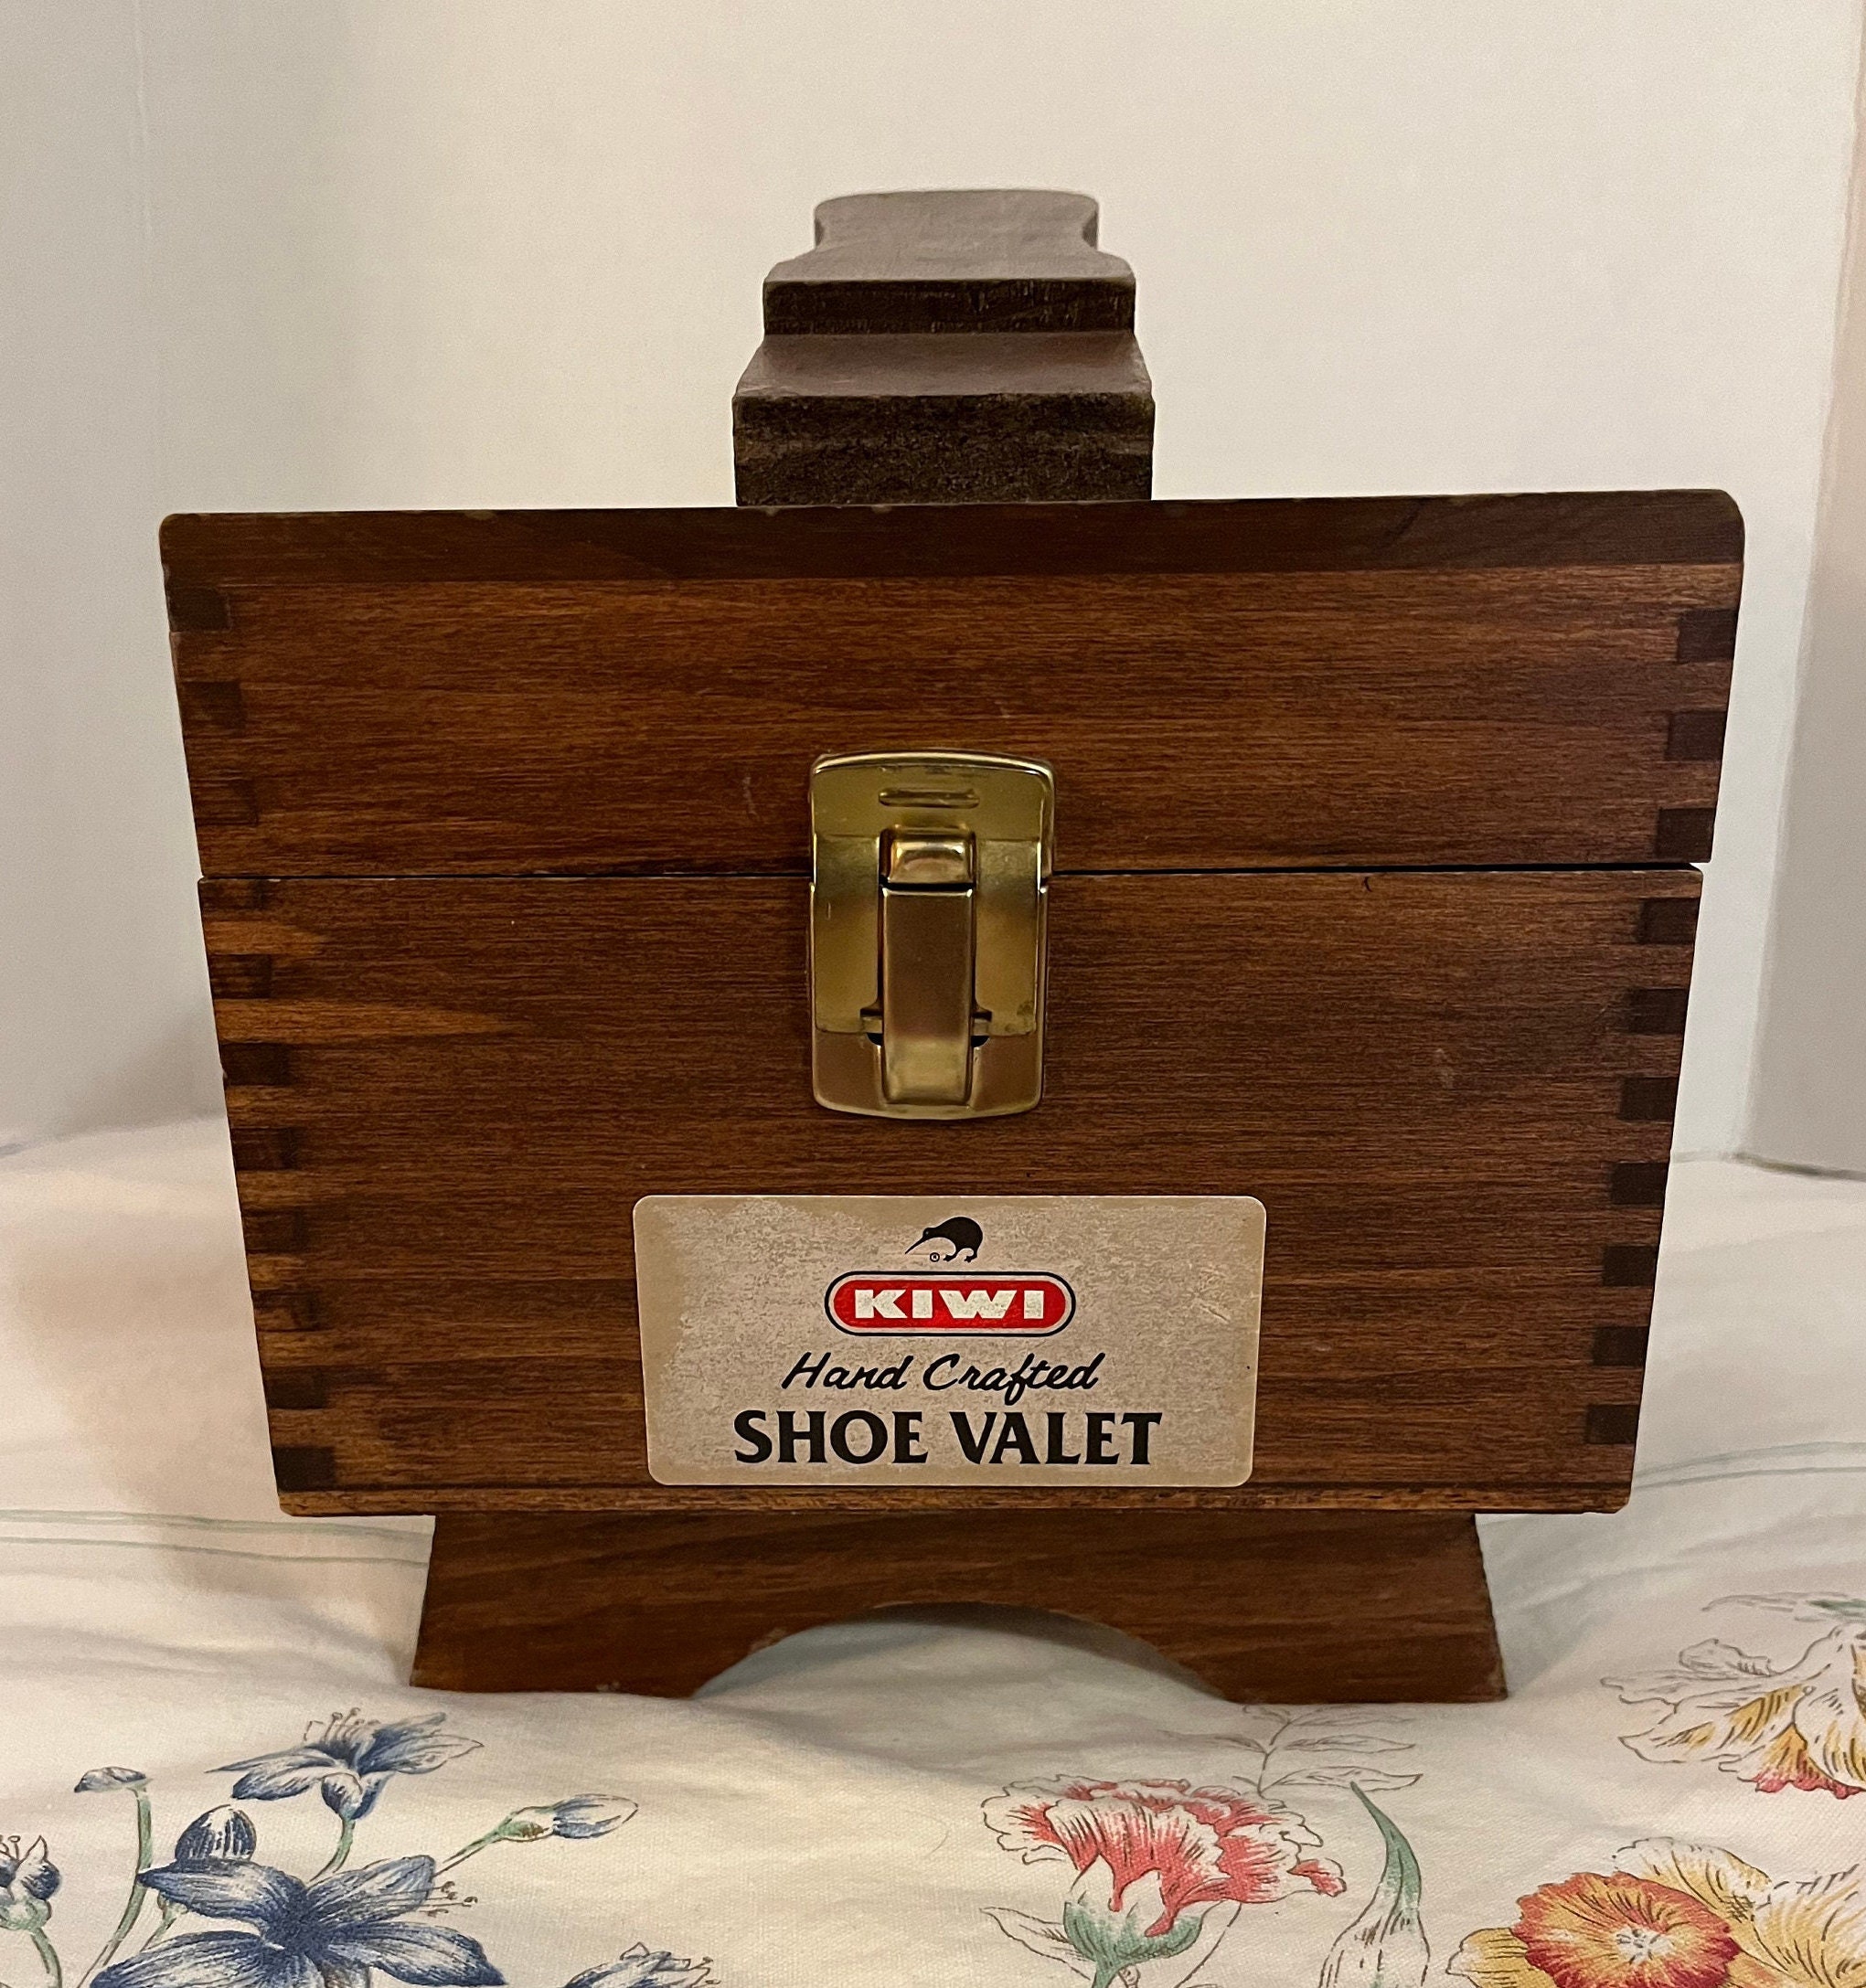 ®
KIWI
Hand Crafted
SHOE VALET